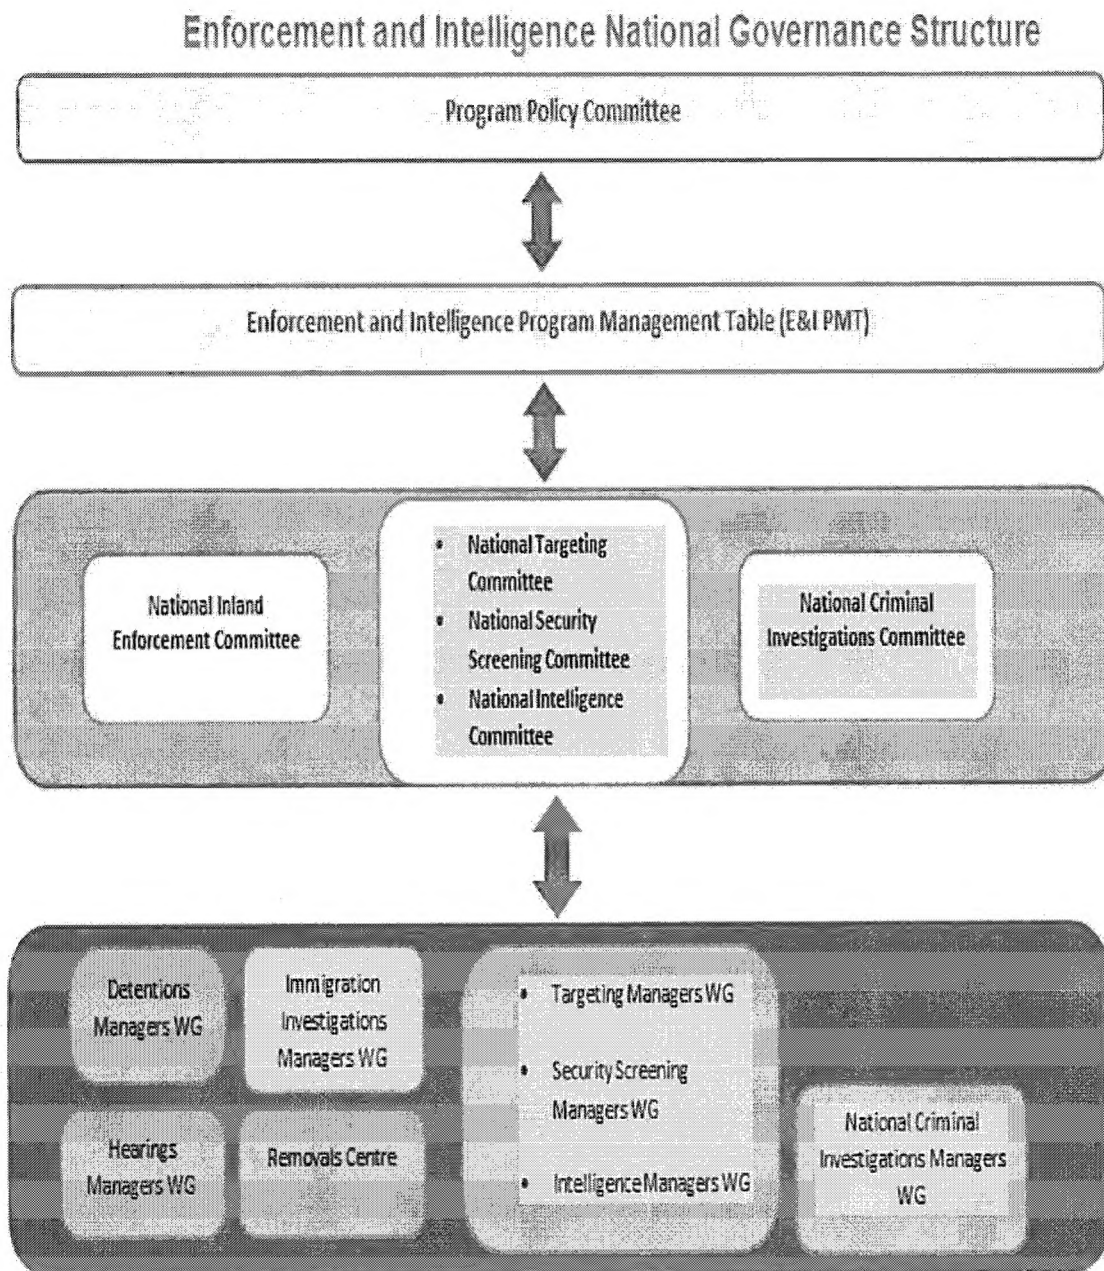 Enforcement and Intelligence National Governance Structure
Program Policy Committee
Enforcement and Intelligence Program Management Table (E&I PMT)
National Inland
Enforcement Committee
• National Targeting
Committee
• National Security
Screening Committee
• National Intelligence
Committee
National Criminal
Investigations Committee
Detentions
Managers WG
Immigration
Investigations
Managers WG
Hearings
Managers WG
Removals Centre
• Targeting Managers WG
• Security Screening
Managers WG
• Intelligence Managers WG
National Criminal
Investigations Managers
WG